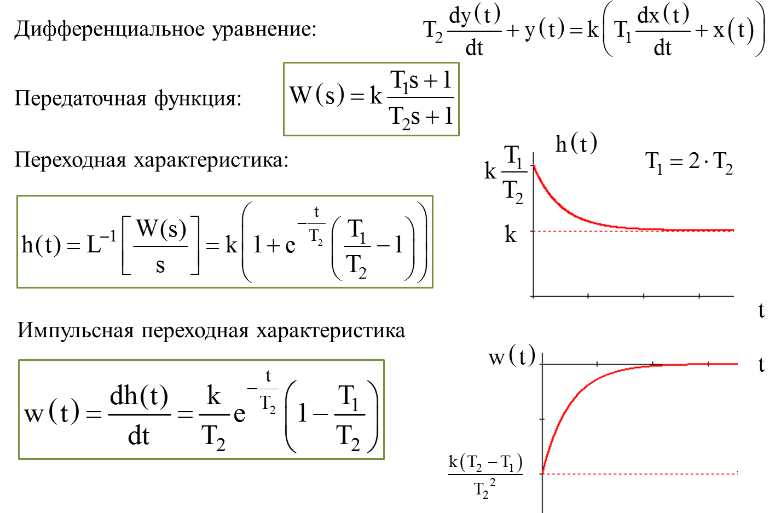 Дифференциальное уравнение: T₂ dy(t)/dt + y(t) = k(T₁ dx(t)/dt + x(t))
Передаточная функция: W(s) = k (T₁s + 1)/(T₂s + 1)
Переходная характеристика:
h(t) = L⁻¹[W(s)/s] = k(1 + e^(−t/T₂) (T₁/T₂ − 1))
h(t)
T₁ = 2 · T₂
k T₁/T₂
k
t
Импульсная переходная характеристика
w(t) = dh(t)/dt = k/T₂ e^(−t/T₂) (1 − T₁/T₂)
w(t)
t
k(T₂ − T₁)/T₂²